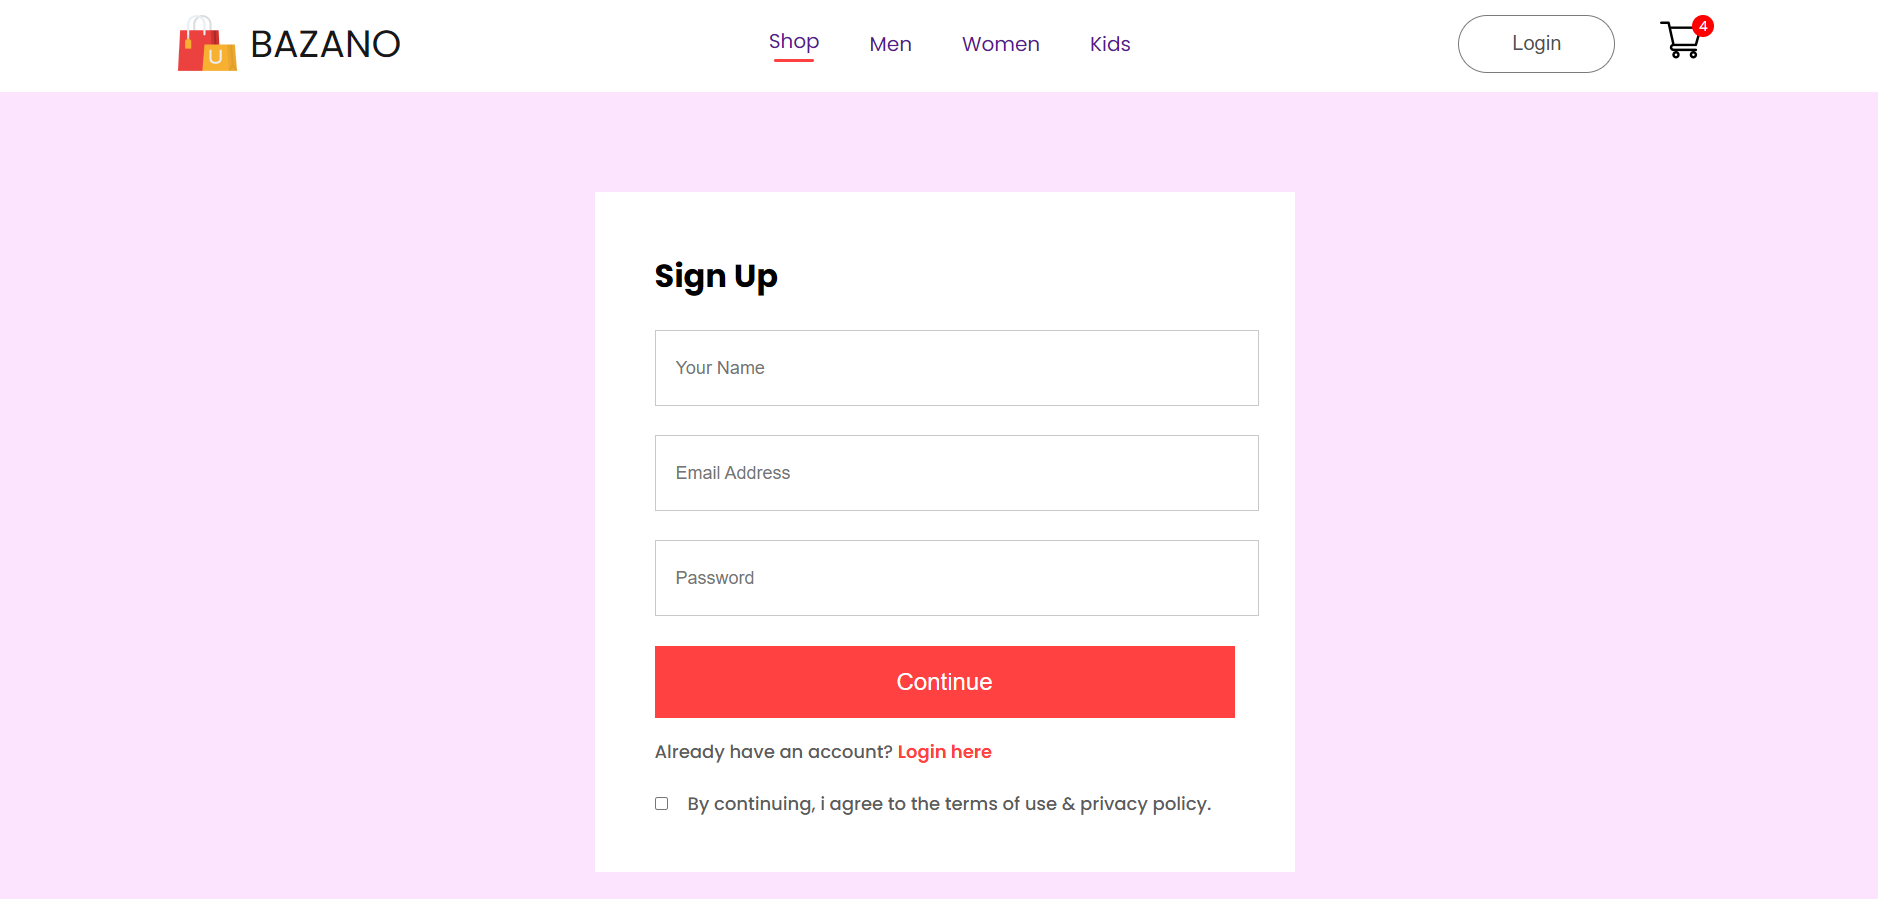 BAZANO
Shop Men Women Kids
Login
4
Sign Up
Your Name
Email Address
Password
Continue
Already have an account? Login here
By continuing, i agree to the terms of use & privacy policy.